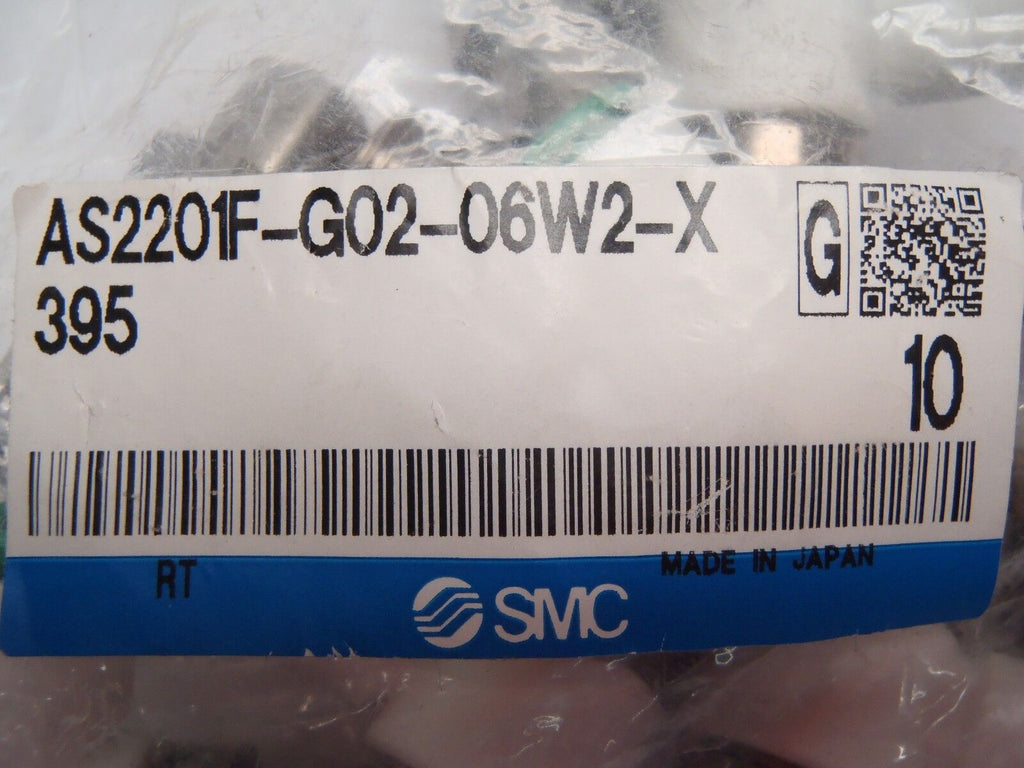 AS2201F-G02-06W2-X
395
G
10
RT
MADE IN JAPAN
SMC